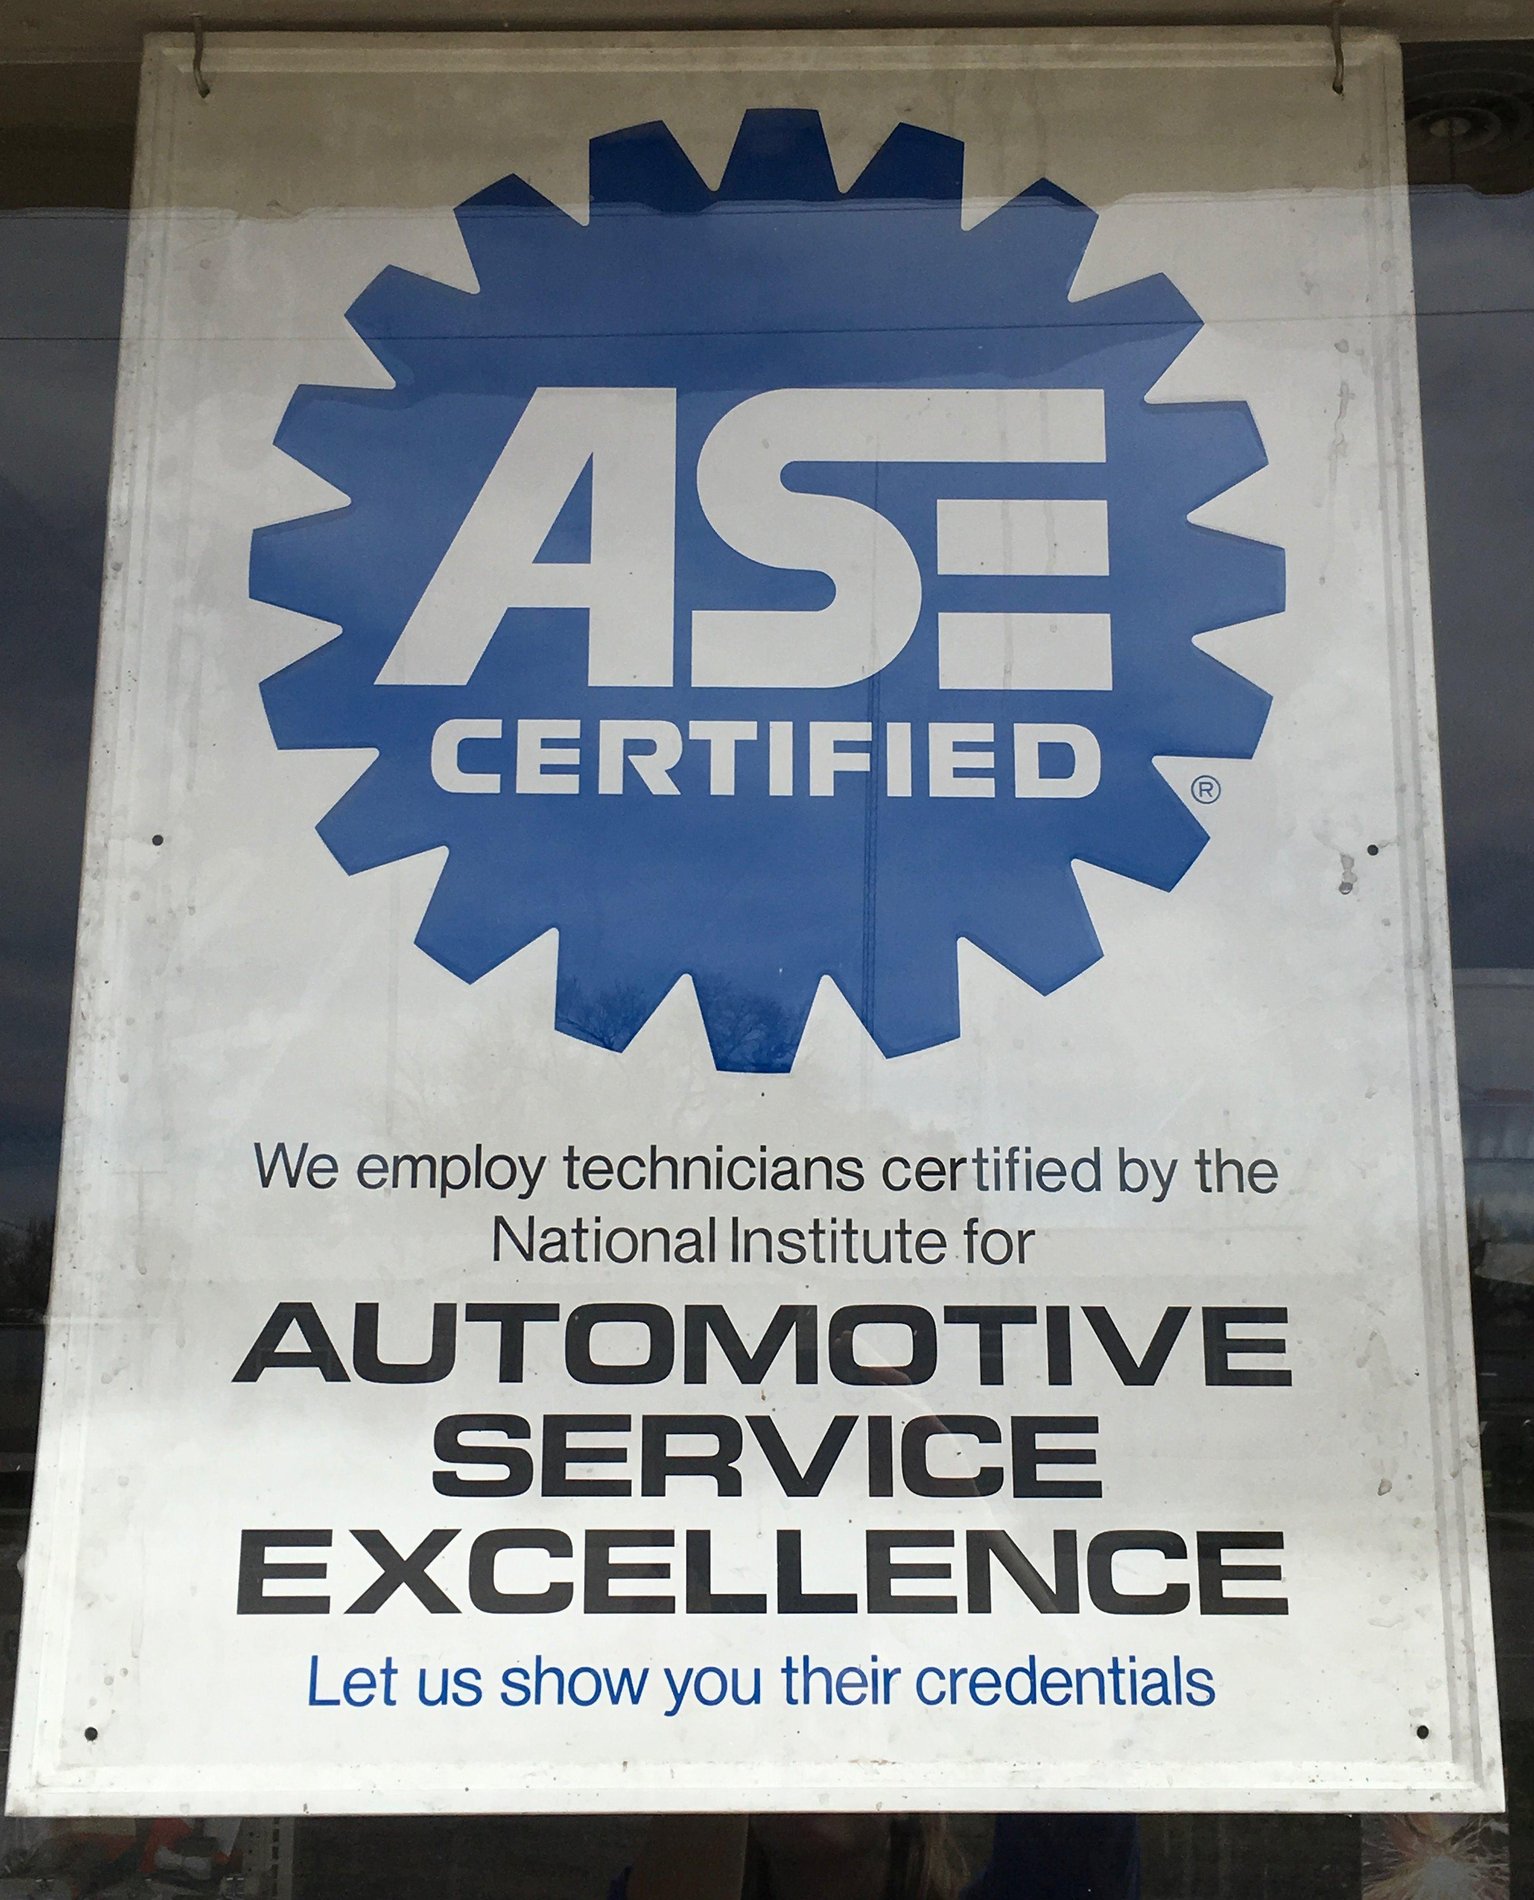 ASE
CERTIFIED
®
We employ technicians certified by the
National Institute for
AUTOMOTIVE
SERVICE
EXCELLENCE
Let us show you their credentials